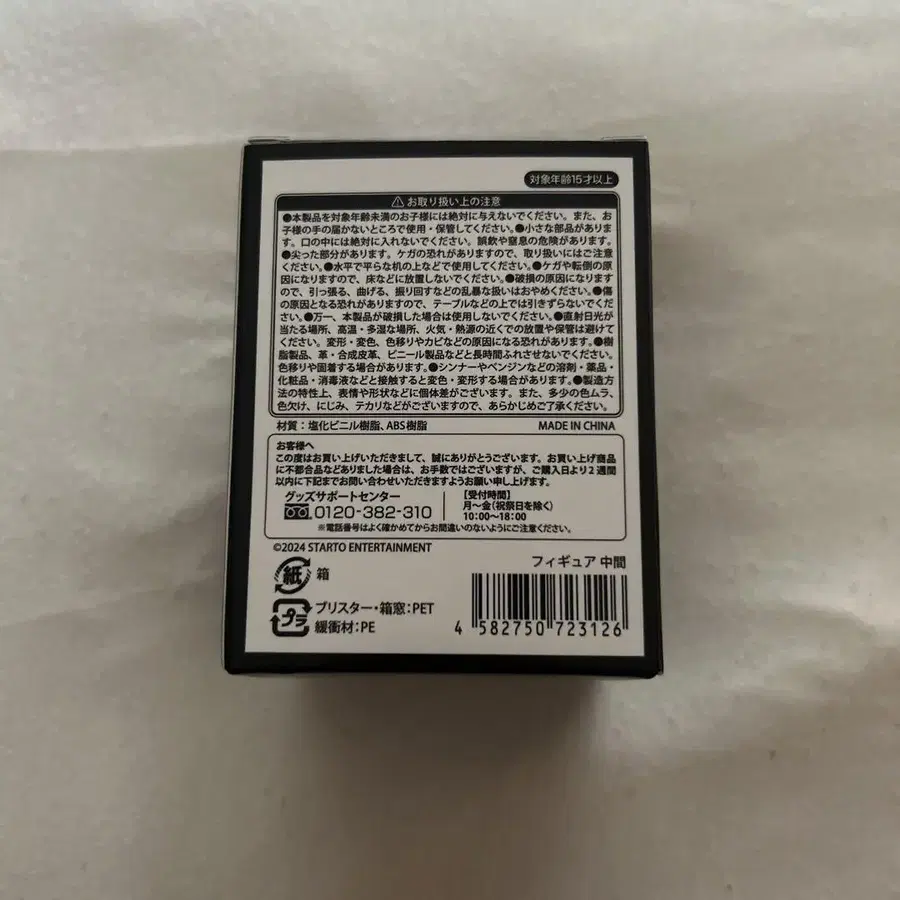 対象年齢15才以上
⚠お取り扱い上の注意
●本製品を対象年齢未満のお子様には絶対に与えないでください。また、お
子様の手の届かないところで使用・保管してください。●小さな部品があり
ます。口の中には絶対に入れないでください。誤飲や窒息の危険があります。
●尖った部分があります。ケガの恐れがありますので、取り扱いにはご注意
ください。●水平で平らな机の上などで使用してください。●ケガや転倒の原
因になりますので、床などに放置しないでください。●破損の原因になります
ので、引っ張る、曲げる、振り回すなどの乱暴な扱いはおやめください。●傷
の原因となる恐れがありますので、テーブルなどの上では引きずらないでくだ
さい。●万一、本製品が破損した場合は使用しないでください。●直射日光が
当たる場所、高温・多湿な場所、火気・熱源の近くでの放置や保管は避けて
ください。変形・変色、色移りやカビなどの原因になる恐れがあります。●樹
脂製品、革・合成皮革、ビニール製品などと長時間ふれさせないでください。
色移りや固着する場合があります。●シンナーやベンジンなどの溶剤・薬品・
化粧品・消毒液などと接触すると変色・変形する場合があります。●製造方
法の特性上、表情や形状などに個体差がございます。また、多少の色ムラ、
色欠け、にじみ、テカリなどがございますので、あらかじめご了承ください。
材質：塩化ビニル樹脂、ABS樹脂 MADE IN CHINA
お客様へ
この度はお買い上げいただきまして、誠にありがとうございます。お買い上げ商品
に不都合品などありました場合は、お手数ではございますが、ご購入日より2週間
以内に下記までお問い合わせいただきますようお願い申し上げます。
グッズサポートセンター
0120-382-310
【受付時間】
月〜金（祝祭日を除く）
10:00〜18:00
※電話番号はよく確かめてからお間違いのないようにご注意ください。
©2024 STARTO ENTERTAINMENT
フィギュア 中間
紙 箱
プラ ブリスター・箱窓：PET
緩衝材：PE
4 582750 723126